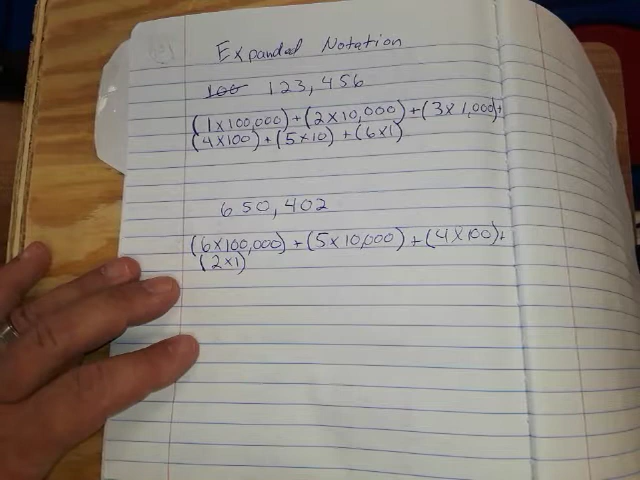 Expanded Notation
100 123,456
(1x100,000)+(2x10,000)+(3x1,000)+
(4x100)+(5x10)+(6x1)
650,402
(6x100,000)+(5x10,000)+(4x100)+
(2x1)